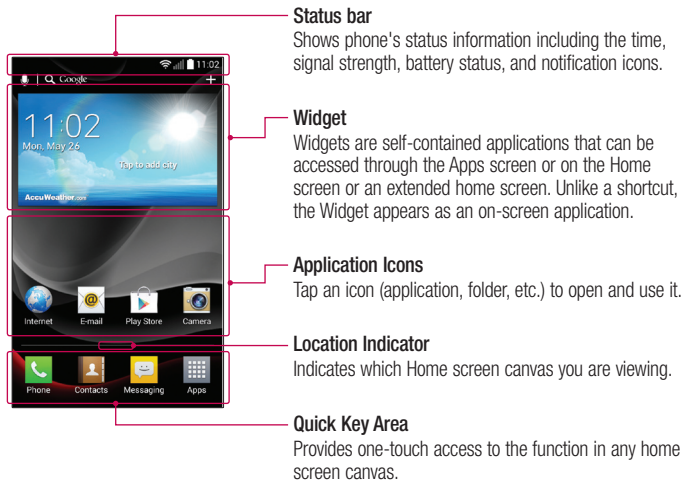 Status bar
Shows phone's status information including the time,
signal strength, battery status, and notification icons.
11:02
Google
Widget
Widgets are self-contained applications that can be
accessed through the Apps screen or on the Home
screen or an extended home screen. Unlike a shortcut,
the Widget appears as an on-screen application.
11:02
Mon, May 26
Tap to add city
AccuWeather.com
Application Icons
Tap an icon (application, folder, etc.) to open and use it.
Internet E-mail Play Store Camera
Location Indicator
Indicates which Home screen canvas you are viewing.
Phone Contacts Messaging Apps
Quick Key Area
Provides one-touch access to the function in any home
screen canvas.